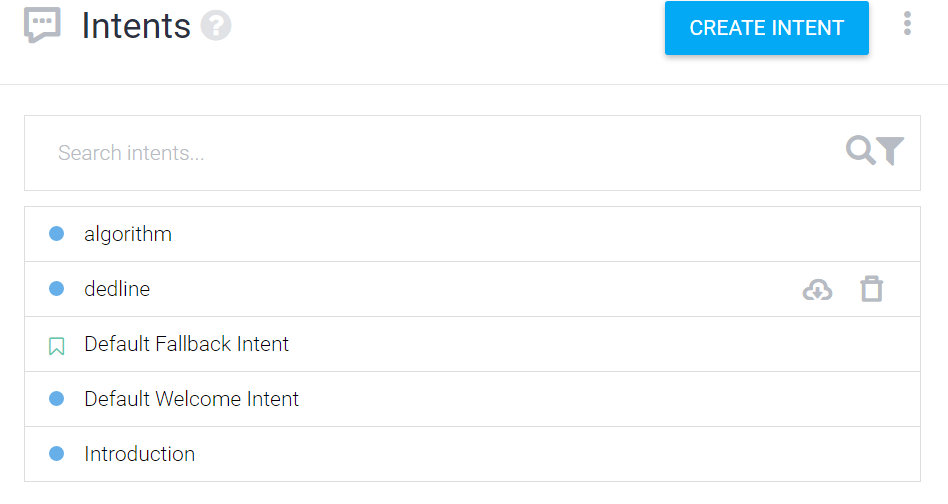 Intents ?
CREATE INTENT
Search intents...
algorithm
dedline
Default Fallback Intent
Default Welcome Intent
Introduction